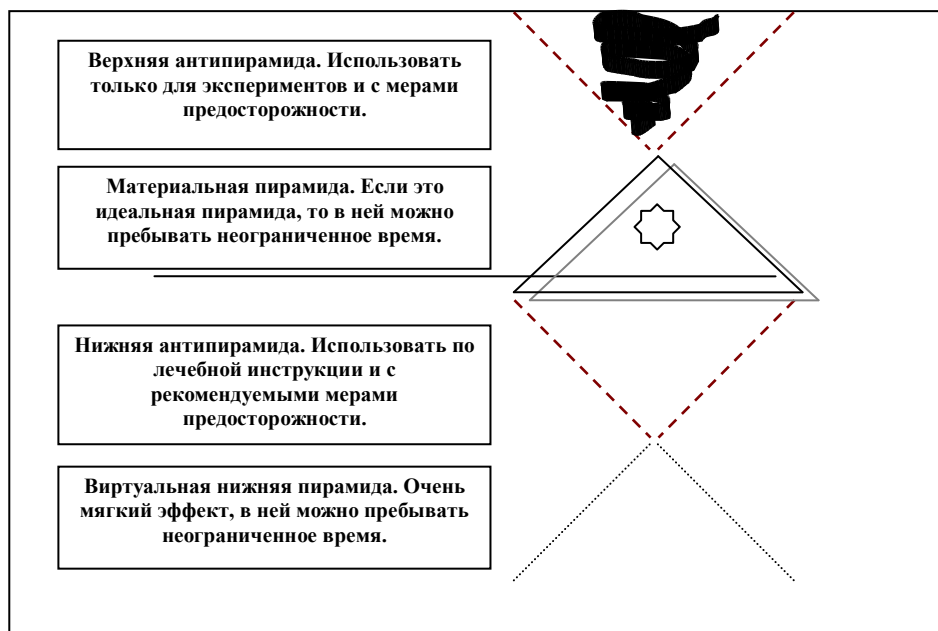 Верхняя антипирамида. Использовать
только для экспериментов и с мерами
предосторожности.
Материальная пирамида. Если это
идеальная пирамида, то в ней можно
пребывать неограниченное время.
Нижняя антипирамида. Использовать по
лечебной инструкции и с
рекомендуемыми мерами
предосторожности.
Виртуальная нижняя пирамида. Очень
мягкий эффект, в ней можно пребывать
неограниченное время.